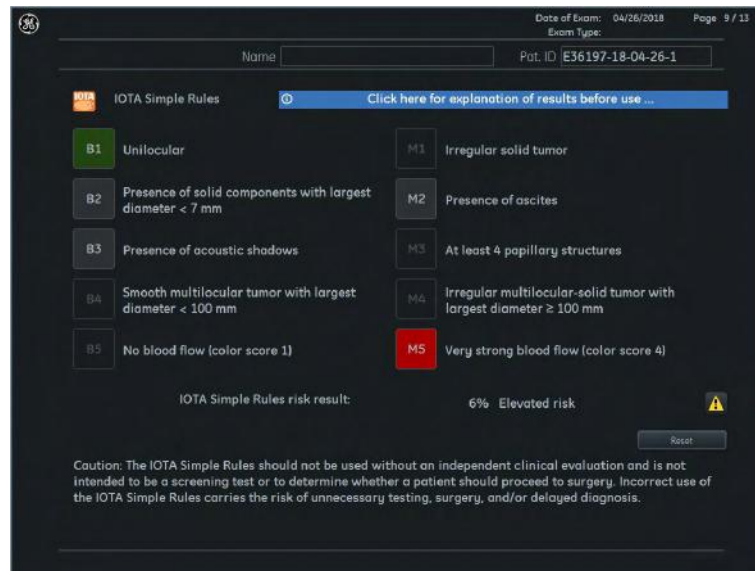 Date of Exam: 04/26/2018 Page 9 / 13
Exam Type:
Name
Pat. ID E36197-18-04-26-1
IOTA
IOTA Simple Rules
Click here for explanation of results before use ...
B1 Unilocular
M1 Irregular solid tumor
B2 Presence of solid components with largest
diameter < 7 mm
M2 Presence of ascites
B3 Presence of acoustic shadows
M3 At least 4 papillary structures
B4 Smooth multilocular tumor with largest
diameter < 100 mm
M4 Irregular multilocular-solid tumor with
largest diameter ≥ 100 mm
B5 No blood flow (color score 1)
M5 Very strong blood flow (color score 4)
IOTA Simple Rules risk result: 6% Elevated risk
Reset
Caution: The IOTA Simple Rules should not be used without an independent clinical evaluation and is not
intended to be a screening test or to determine whether a patient should proceed to surgery. Incorrect use of
the IOTA Simple Rules carries the risk of unnecessary testing, surgery, and/or delayed diagnosis.